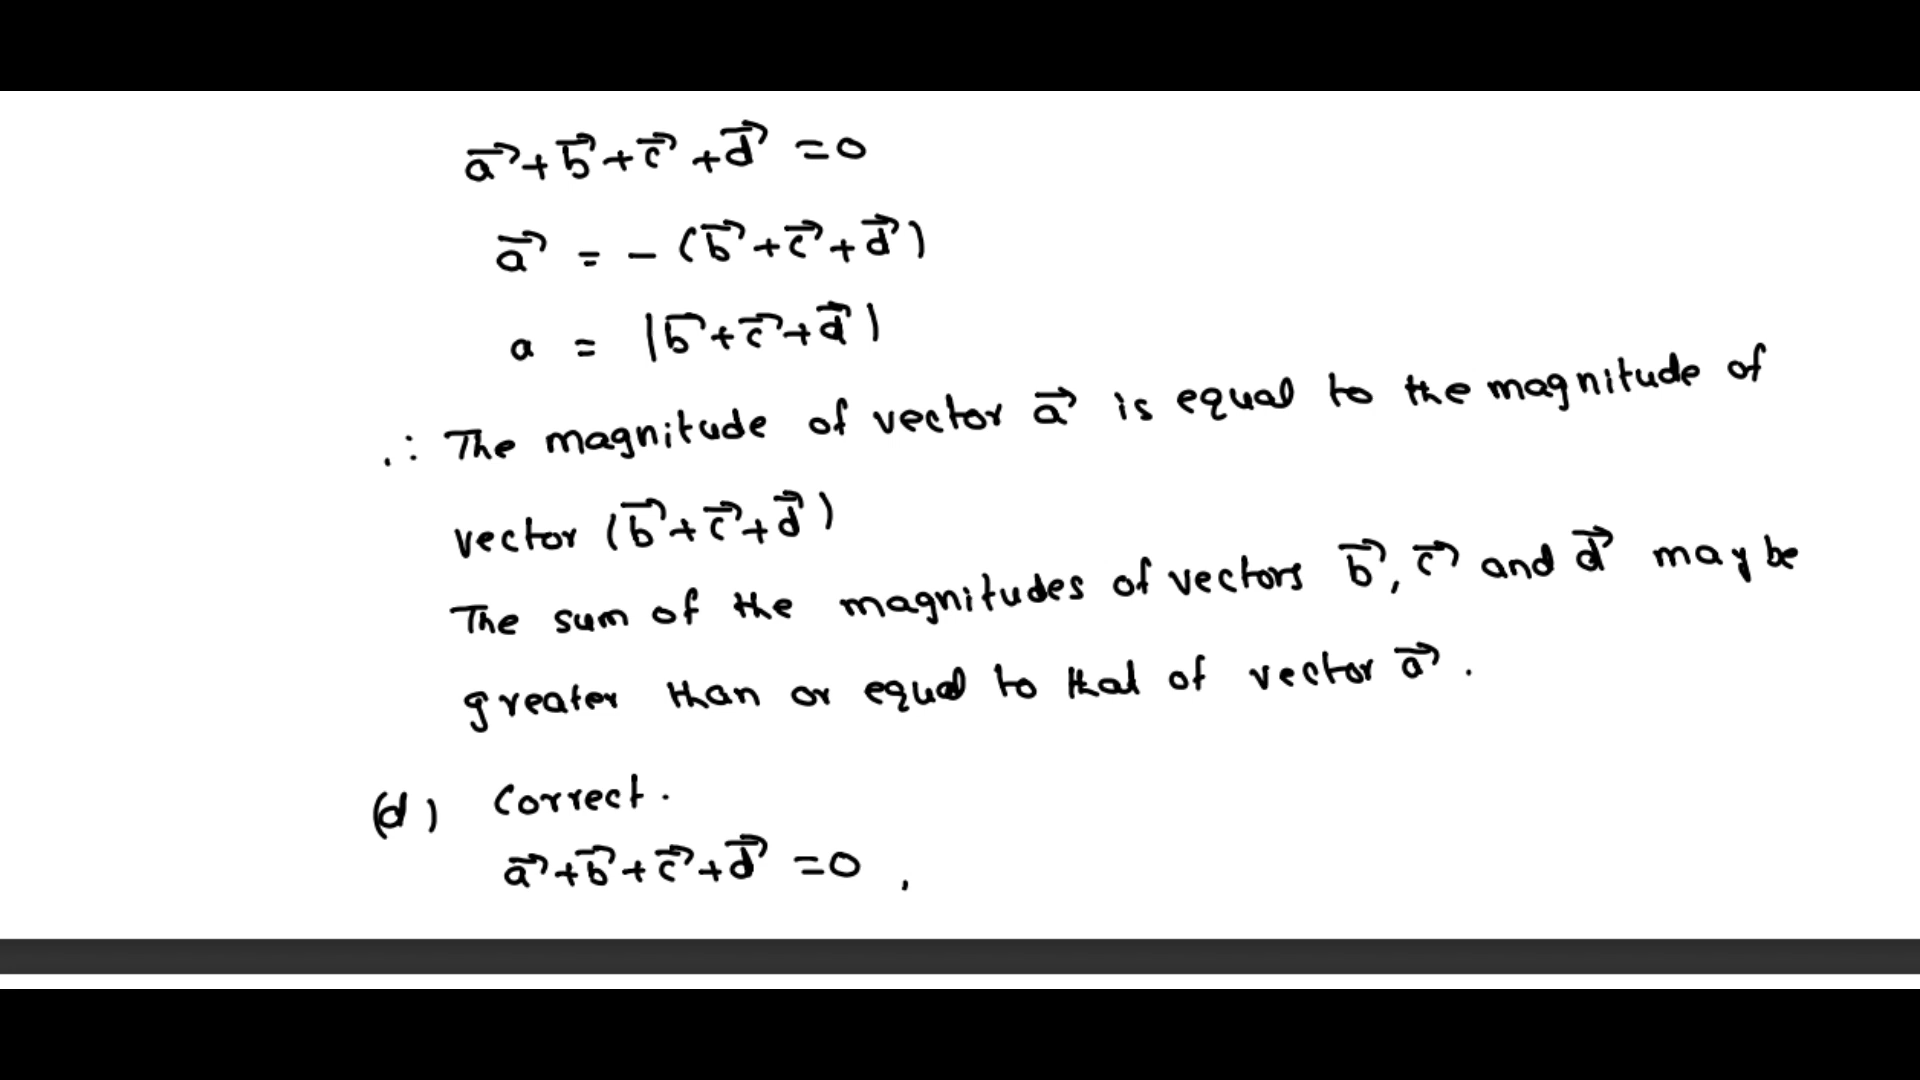 a⃗ + b⃗ + c⃗ + d⃗ = 0
a⃗ = - (b⃗ + c⃗ + d⃗)
a = |b⃗ + c⃗ + d⃗|
∴ The magnitude of vector a⃗ is equal to the magnitude of
vector (b⃗ + c⃗ + d⃗)
The sum of the magnitudes of vectors b⃗, c⃗ and d⃗ may be
greater than or equal to that of vector a⃗.
(d) Correct.
a⃗ + b⃗ + c⃗ + d⃗ = 0,